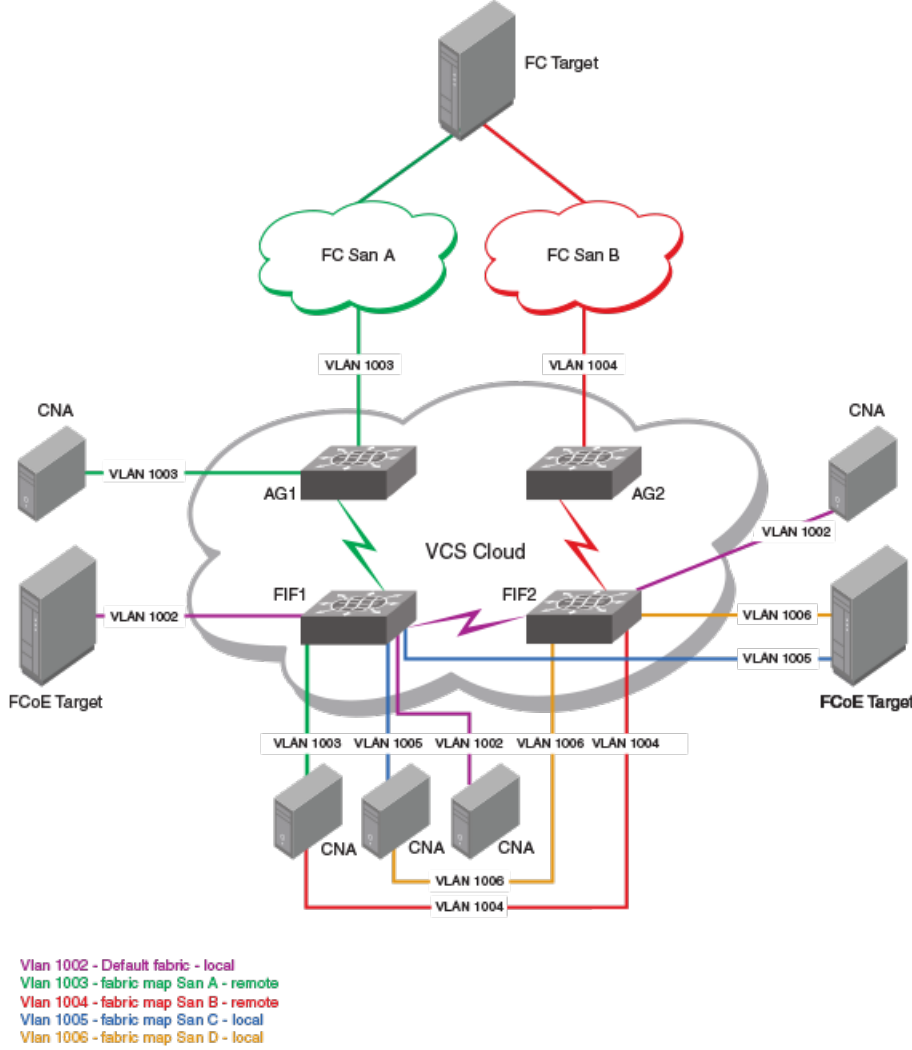 FC Target
FC San A
FC San B
VLAN 1003
VLAN 1004
CNA
CNA
VLAN 1003
AG1
AG2
VCS Cloud
VLAN 1002
FIF1
FIF2
VLAN 1002
VLAN 1006
VLAN 1005
FCoE Target
FCoE Target
VLAN 1003 VLAN 1005 VLAN 1002 VLAN 1006 VLAN 1004
CNA
CNA
CNA
VLAN 1006
VLAN 1004
Vlan 1002 - Default fabric - local
Vlan 1003 - fabric map San A - remote
Vlan 1004 - fabric map San B - remote
Vlan 1005 - fabric map San C - local
Vlan 1006 - fabric map San D - local